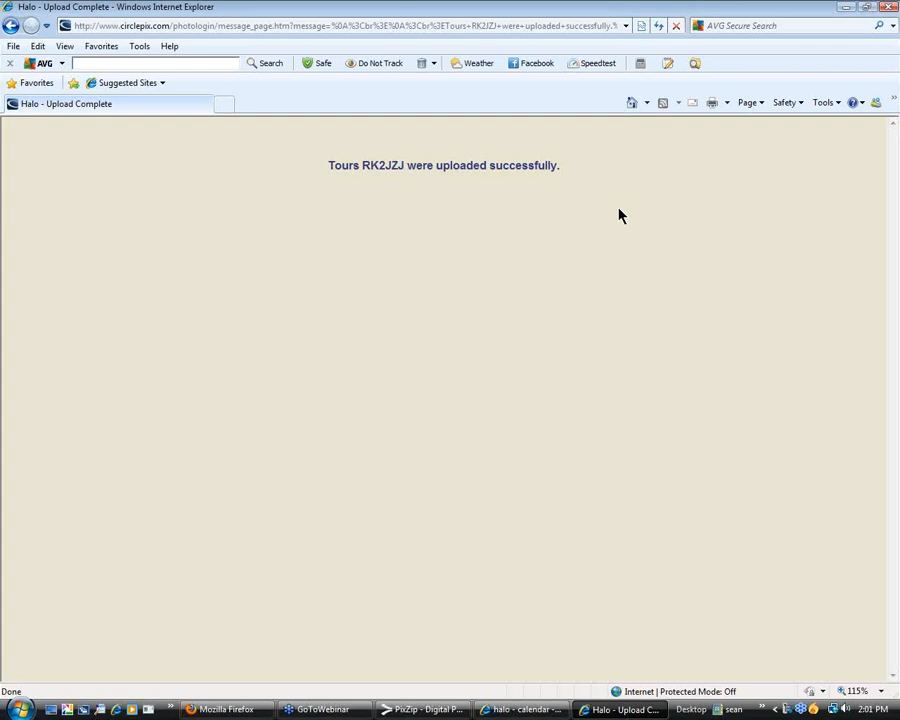 Halo - Upload Complete - Windows Internet Explorer
http://www.circlepix.com/photologin/message_page.htm?message=%0A%3Cbr%3E%0A%3Cbr%3ETours+RK2JZJ+were+uploaded+successfully.%
AVG Secure Search
File Edit View Favorites Tools Help
AVG Search Safe Do Not Track Weather Facebook Speedtest
Favorites Suggested Sites
Halo - Upload Complete
Page Safety Tools
Tours RK2JZJ were uploaded successfully.
Done Internet | Protected Mode: Off 115%
Mozilla Firefox GoToWebinar PixZip - Digital P... halo - calendar -... Halo - Upload C... Desktop sean 2:01 PM